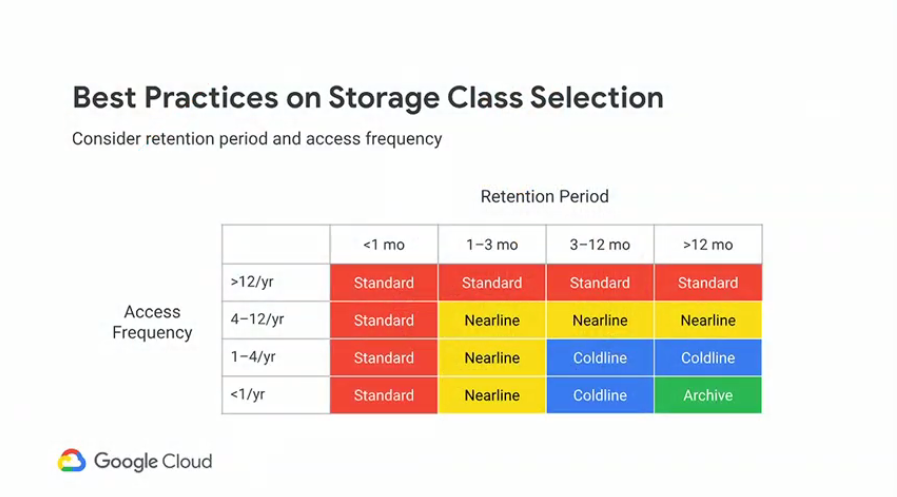 Best Practices on Storage Class Selection
Consider retention period and access frequency
Retention Period
<1 mo 1–3 mo 3–12 mo >12 mo
Access
Frequency
>12/yr Standard Standard Standard Standard
4–12/yr Standard Nearline Nearline Nearline
1–4/yr Standard Nearline Coldline Coldline
<1/yr Standard Nearline Coldline Archive
Google Cloud